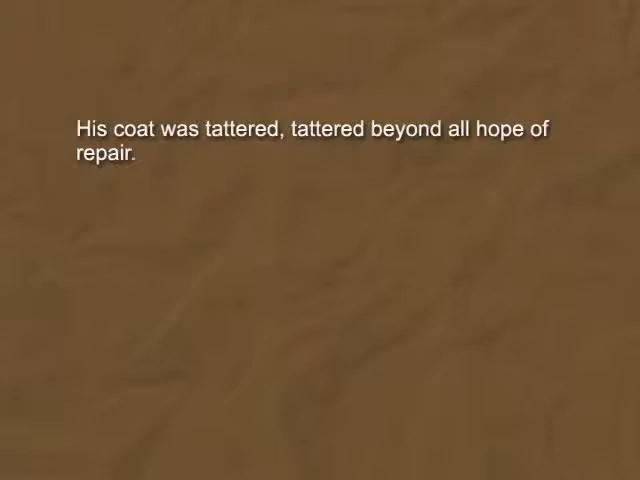 His coat was tattered, tattered beyond all hope of
repair.